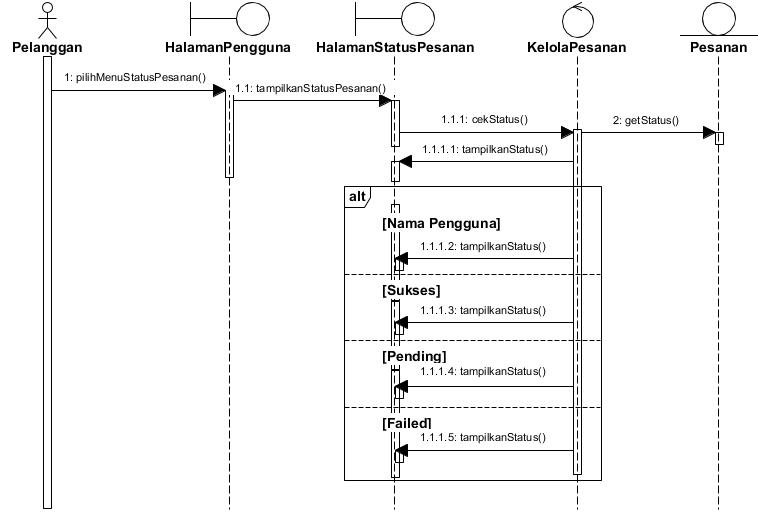 Pelanggan
HalamanPengguna
HalamanStatusPesanan
KelolaPesanan
Pesanan
1: pilihMenuStatusPesanan()
1.1: tampilkanStatusPesanan()
1.1.1: cekStatus()
2: getStatus()
1.1.1.1: tampilkanStatus()
alt
[Nama Pengguna]
1.1.1.2: tampilkanStatus()
[Sukses]
1.1.1.3: tampilkanStatus()
[Pending]
1.1.1.4: tampilkanStatus()
[Failed]
1.1.1.5: tampilkanStatus()